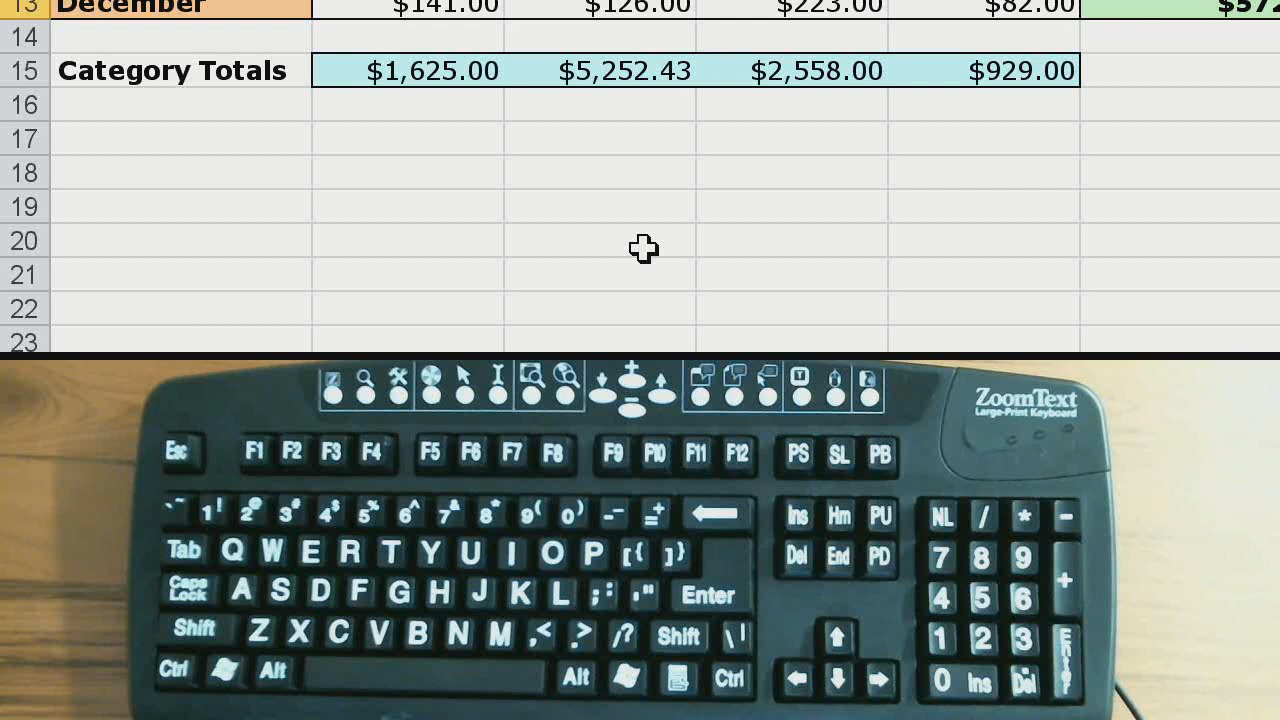 13 December $141.00 $126.00 $223.00 $82.00 $572
14
15 Category Totals $1,625.00 $5,252.43 $2,558.00 $929.00
16
17
18
19
20
21
22
23
ZoomText
Large-Print Keyboard
Esc F1 F2 F3 F4 F5 F6 F7 F8 F9 F10 F11 F12 PS SL PB
`~ 1! 2@ 3# 4$ 5% 6^ 7& 8* 9( 0) -_ =+ Ins Hm PU NL / * -
Tab Q W E R T Y U I O P [{ ]} Del End PD 7 8 9 +
Caps Lock A S D F G H J K L ;: '" Enter 4 5 6
Shift Z X C V B N M ,< .> /? Shift \| 1 2 3 Enter
Ctrl Alt Alt Ctrl 0 Ins Del